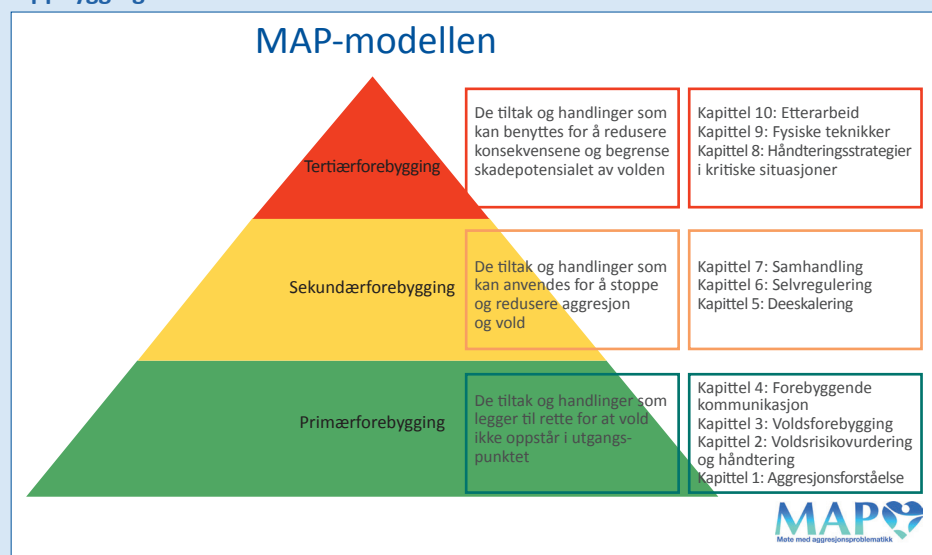 MAP-modellen
Tertiærforebygging
De tiltak og handlinger som
kan benyttes for å redusere
konsekvensene og begrense
skadepotensialet av volden
Kapittel 10: Etterarbeid
Kapittel 9: Fysiske teknikker
Kapittel 8: Håndteringsstrategier
i kritiske situasjoner
Sekundærforebygging
De tiltak og handlinger som
kan anvendes for å stoppe
og redusere aggresjon
og vold
Kapittel 7: Samhandling
Kapittel 6: Selvregulering
Kapittel 5: Deeskalering
Primærforebygging
De tiltak og handlinger som
legger til rette for at vold
ikke oppstår i utgangs-
punktet
Kapittel 4: Forebyggende
kommunikasjon
Kapittel 3: Voldsforebygging
Kapittel 2: Voldsrisikovurdering
og håndtering
Kapittel 1: Aggresjonsforståelse
MAP
Møte med aggresjonsproblematikk